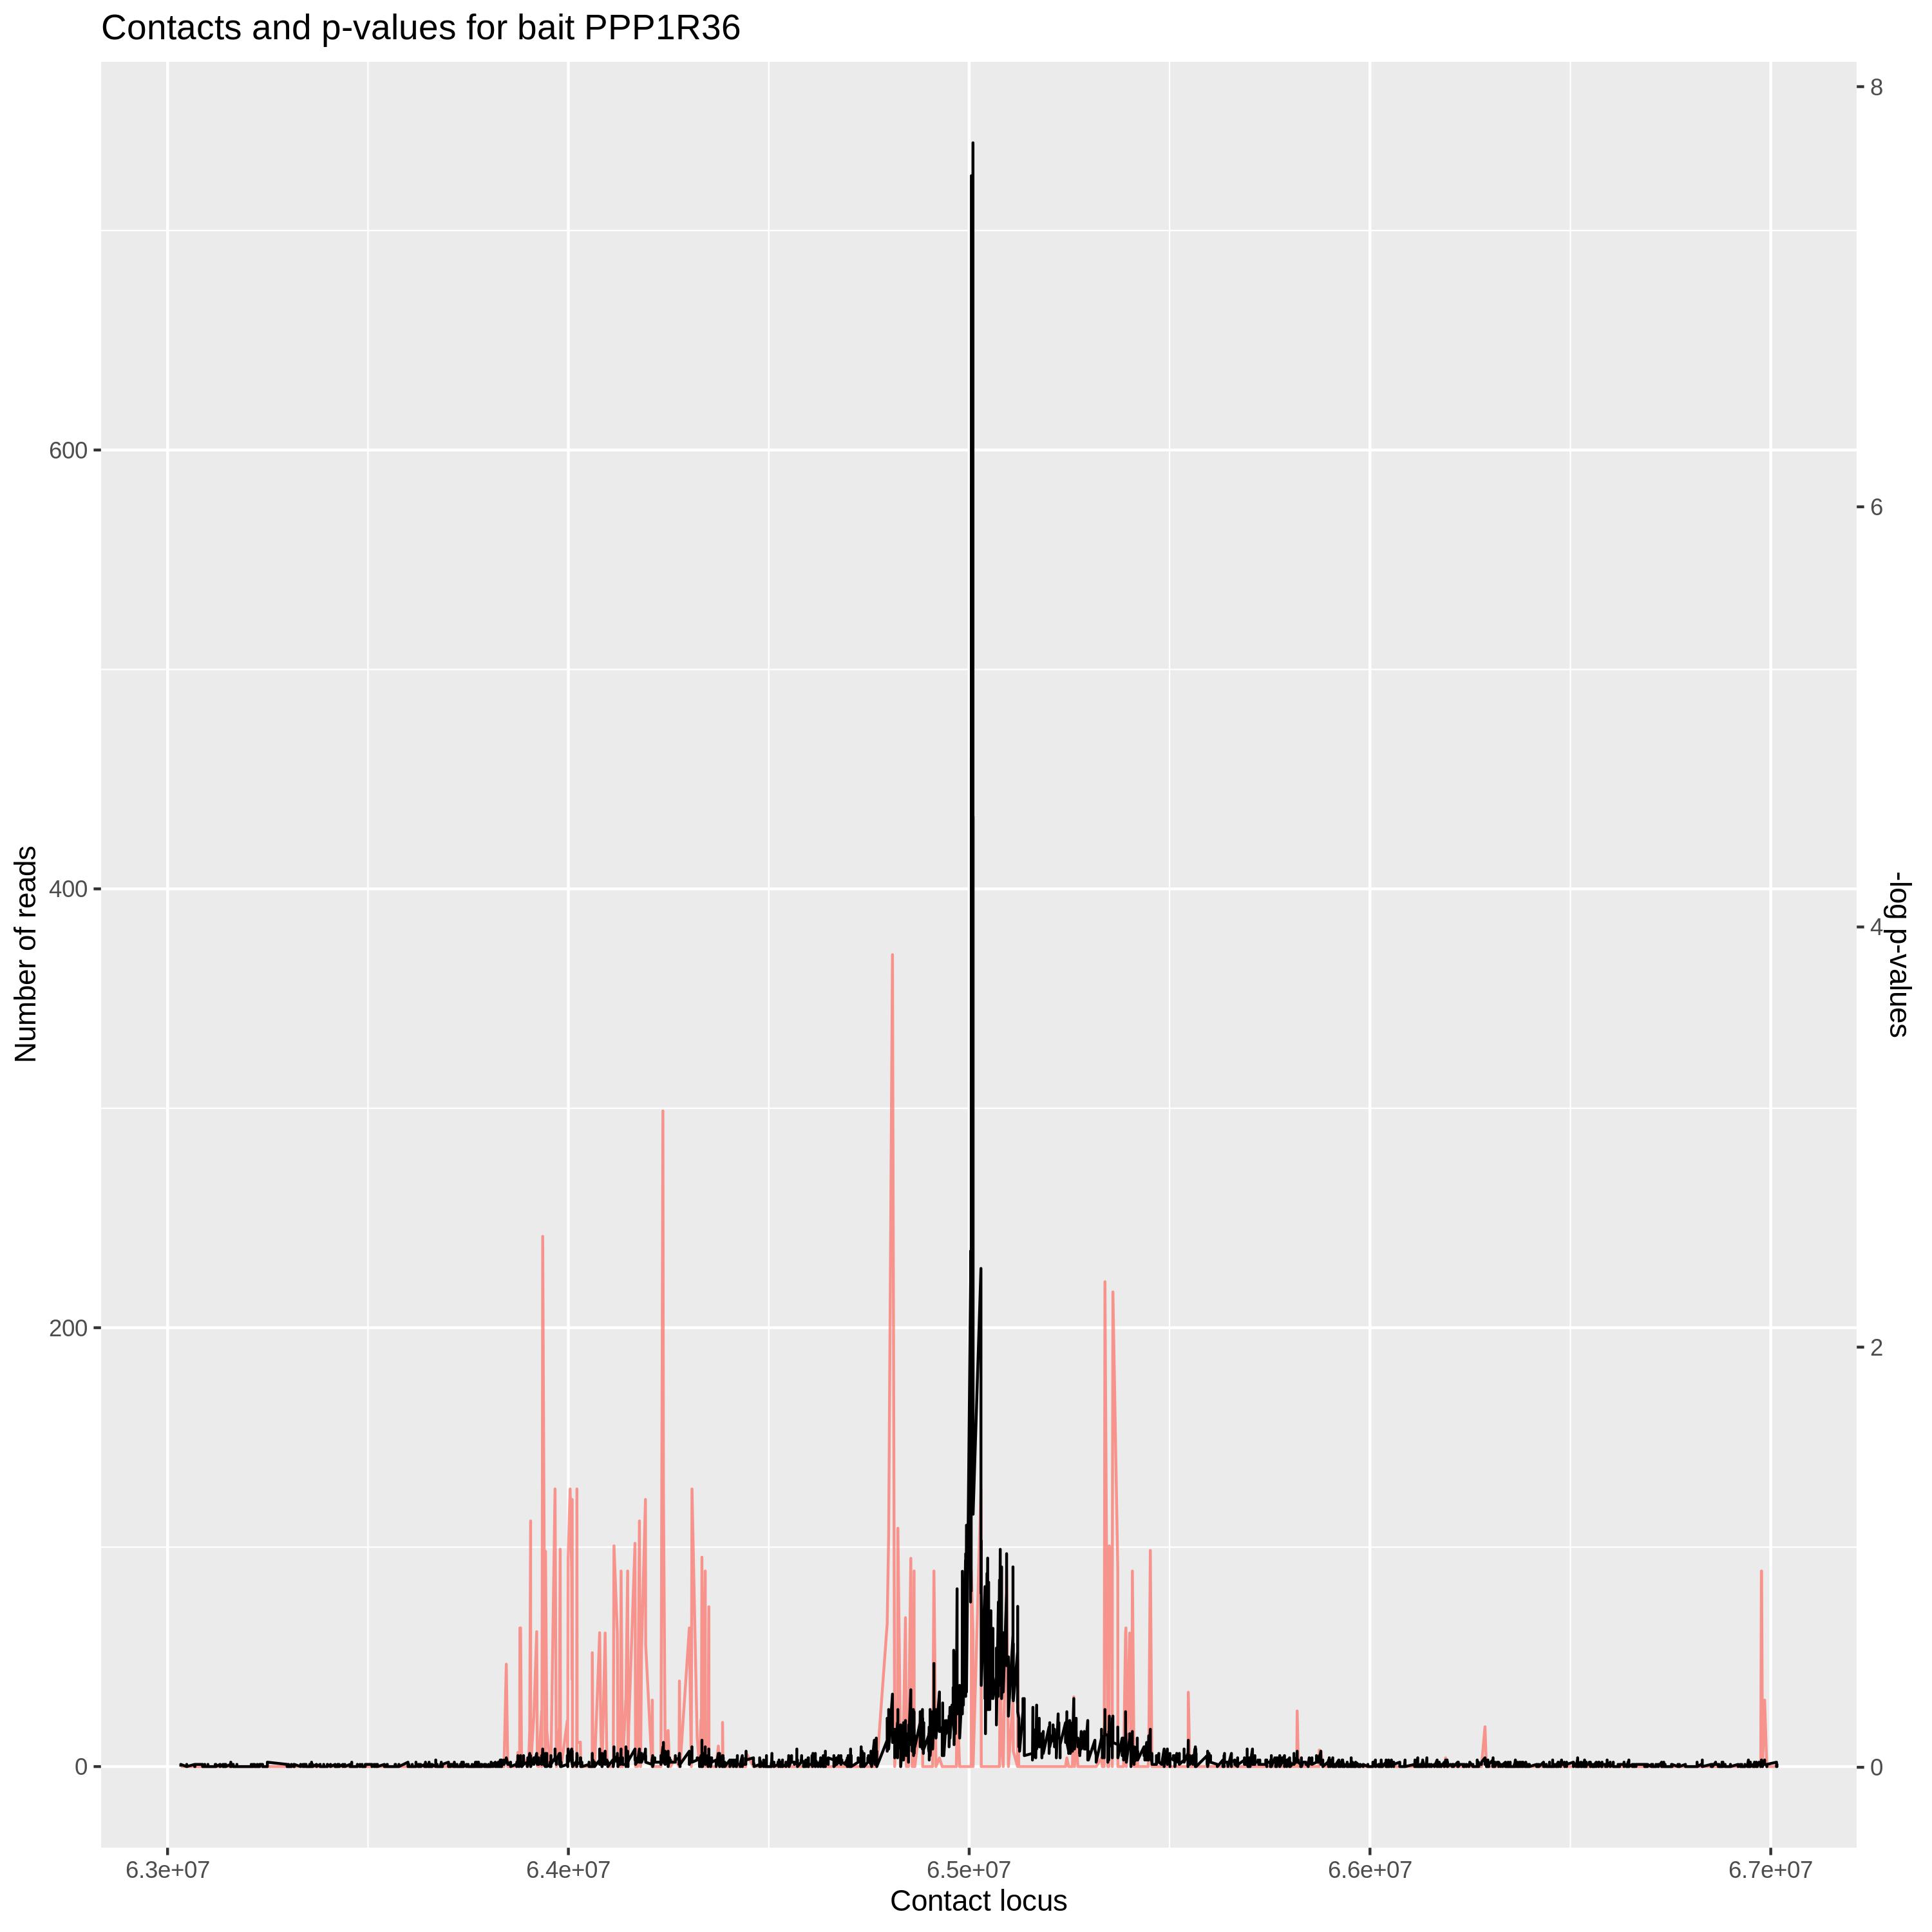 Contacts and p-values for bait PPP1R36
8
600
6
Number of reads
400
4
-log p-values
200
2
0
0
6.3e+07
6.4e+07
6.5e+07
6.6e+07
6.7e+07
Contact locus